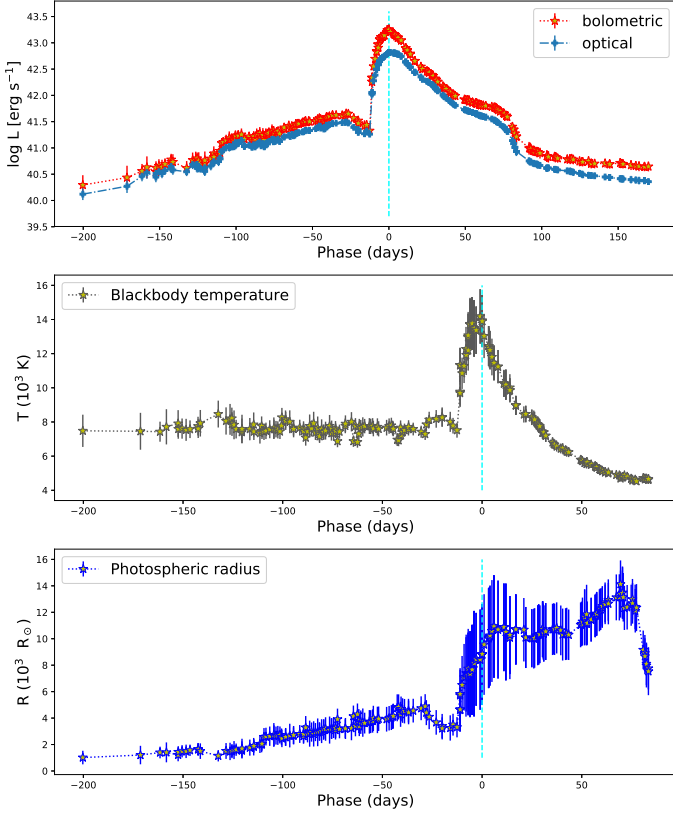 43.5
43.0
42.5
42.0
41.5
41.0
40.5
40.0
39.5
log L [erg s⁻¹]
bolometric
optical
−200 −150 −100 −50 0 50 100 150
Phase (days)
16
14
12
10
8
6
4
T (10³ K)
Blackbody temperature
−200 −150 −100 −50 0 50
Phase (days)
16
14
12
10
8
6
4
2
0
R (10³ R⊙)
Photospheric radius
−200 −150 −100 −50 0 50
Phase (days)